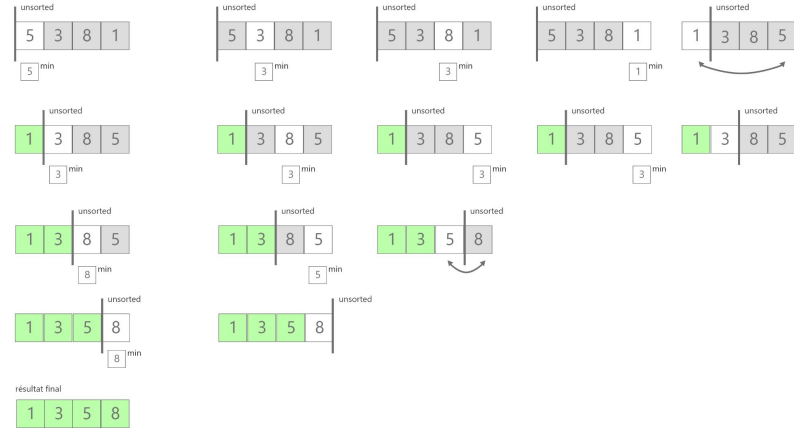 unsorted unsorted unsorted unsorted unsorted
5 3 8 1 5 3 8 1 5 3 8 1 5 3 8 1 1 3 8 5
5 min 3 min 3 min 1 min
unsorted unsorted unsorted unsorted unsorted
1 3 8 5 1 3 8 5 1 3 8 5 1 3 8 5 1 3 8 5
3 min 3 min 3 min 3 min
unsorted unsorted unsorted
1 3 8 5 1 3 8 5 1 3 5 8
8 min 5 min
unsorted unsorted
1 3 5 8 1 3 5 8
8 min
résultat final
1 3 5 8